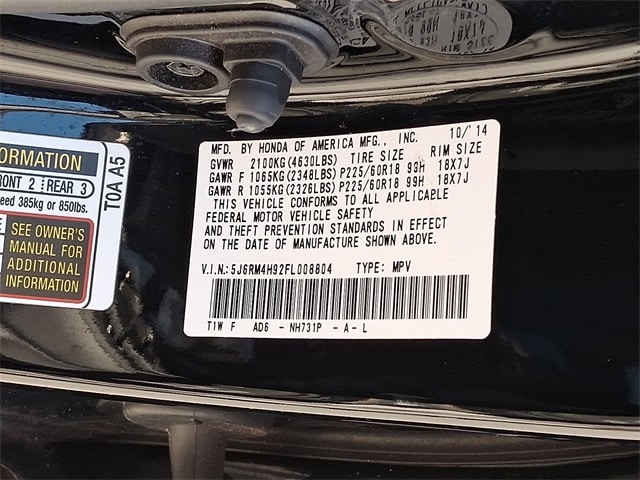 MFD. BY HONDA OF AMERICA MFG., INC. 10/'14
GVWR 2100KG(4630LBS) TIRE SIZE RIM SIZE
GAWR F 1065KG(2348LBS) P225/60R18 99H 18X7J
GAWR R 1055KG(2326LBS) P225/60R18 99H 18X7J
THIS VEHICLE CONFORMS TO ALL APPLICABLE
FEDERAL MOTOR VEHICLE SAFETY
AND THEFT PREVENTION STANDARDS IN EFFECT
ON THE DATE OF MANUFACTURE SHOWN ABOVE.
V.I.N.:5J6RM4H92FL008804 TYPE: MPV
T1W F AD6 - NH731P - A - L
ORMATION
RONT 2 REAR 3
eed 385kg or 850lbs.
SEE OWNER'S
MANUAL FOR
ADDITIONAL
INFORMATION
T0A A5